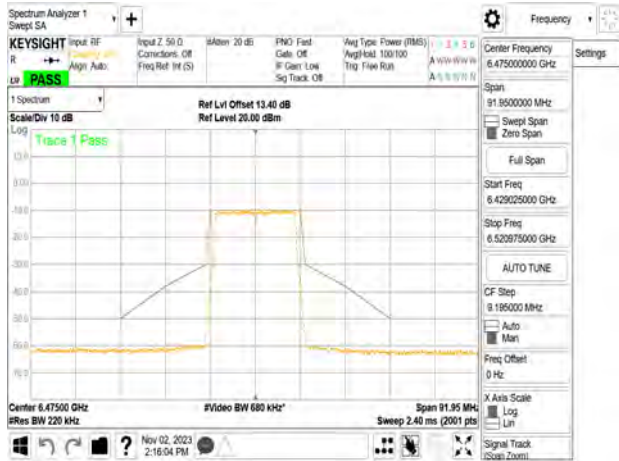 Spectrum Analyzer 1
Swept SA
+
Frequency
KEYSIGHT
R
PASS
Input: RF
Align: Auto
Input Z: 50 Ω
Corrections: Off
Freq Ref: Int (S)
#Atten: 20 dB
PNO: Fast
Gate: Off
IF Gain: Low
Sig Track: Off
Avg Type: Power (RMS)
Avg|Hold: 100/100
Trig: Free Run
Center Frequency
6.475000000 GHz
Settings
Span
91.9500000 MHz
Swept Span
Zero Span
Full Span
Start Freq
6.429025000 GHz
Stop Freq
6.520975000 GHz
AUTO TUNE
CF Step
9.195000 MHz
Auto
Man
Freq Offset
0 Hz
X Axis Scale
Log
Lin
Signal Track
(Span Zoom)
1 Spectrum
Scale/Div 10 dB
Ref Lvl Offset 13.40 dB
Ref Level 20.00 dBm
Log
Trace 1 Pass
Center 6.47500 GHz
#Res BW 220 kHz
#Video BW 680 kHz*
Span 91.95 MHz
Sweep 2.40 ms (2001 pts)
?
Nov 02, 2023
2:16:04 PM